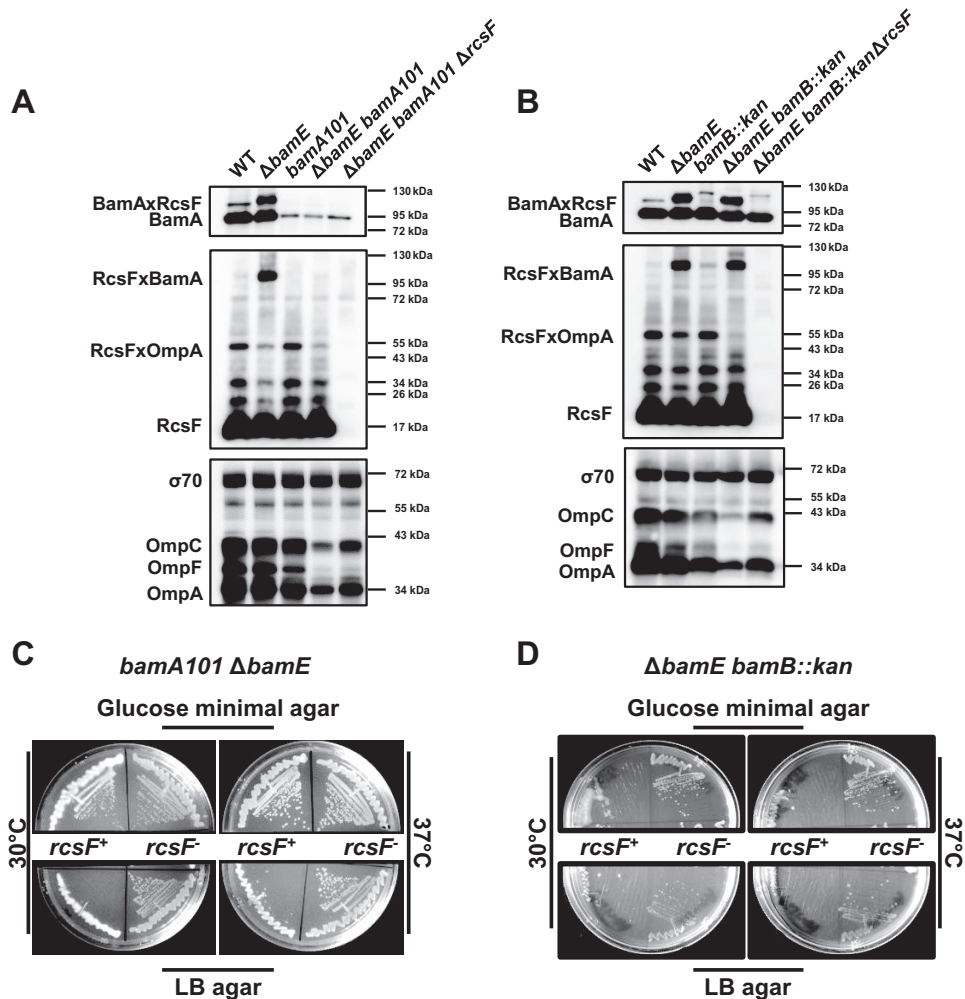 A
WT
ΔbamE
bamA101
ΔbamE bamA101
ΔbamE bamA101 ΔrcsF
BamAxRcsF
BamA
130 kDa
95 kDa
72 kDa
RcsFxBamA
RcsFxOmpA
RcsF
130 kDa
95 kDa
72 kDa
55 kDa
43 kDa
34 kDa
26 kDa
17 kDa
σ70
OmpC
OmpF
OmpA
72 kDa
55 kDa
43 kDa
34 kDa
B
WT
ΔbamE
bamB::kan
ΔbamE bamB::kan
ΔbamE bamB::kanΔrcsF
BamAxRcsF
BamA
130 kDa
95 kDa
72 kDa
RcsFxBamA
RcsFxOmpA
RcsF
130 kDa
95 kDa
72 kDa
55 kDa
43 kDa
34 kDa
26 kDa
17 kDa
σ70
OmpC
OmpF
OmpA
72 kDa
55 kDa
43 kDa
34 kDa
C
bamA101 ΔbamE
Glucose minimal agar
30°C
rcsF+ rcsF- rcsF+ rcsF-
37°C
LB agar
D
ΔbamE bamB::kan
Glucose minimal agar
30°C
rcsF+ rcsF- rcsF+ rcsF-
37°C
LB agar